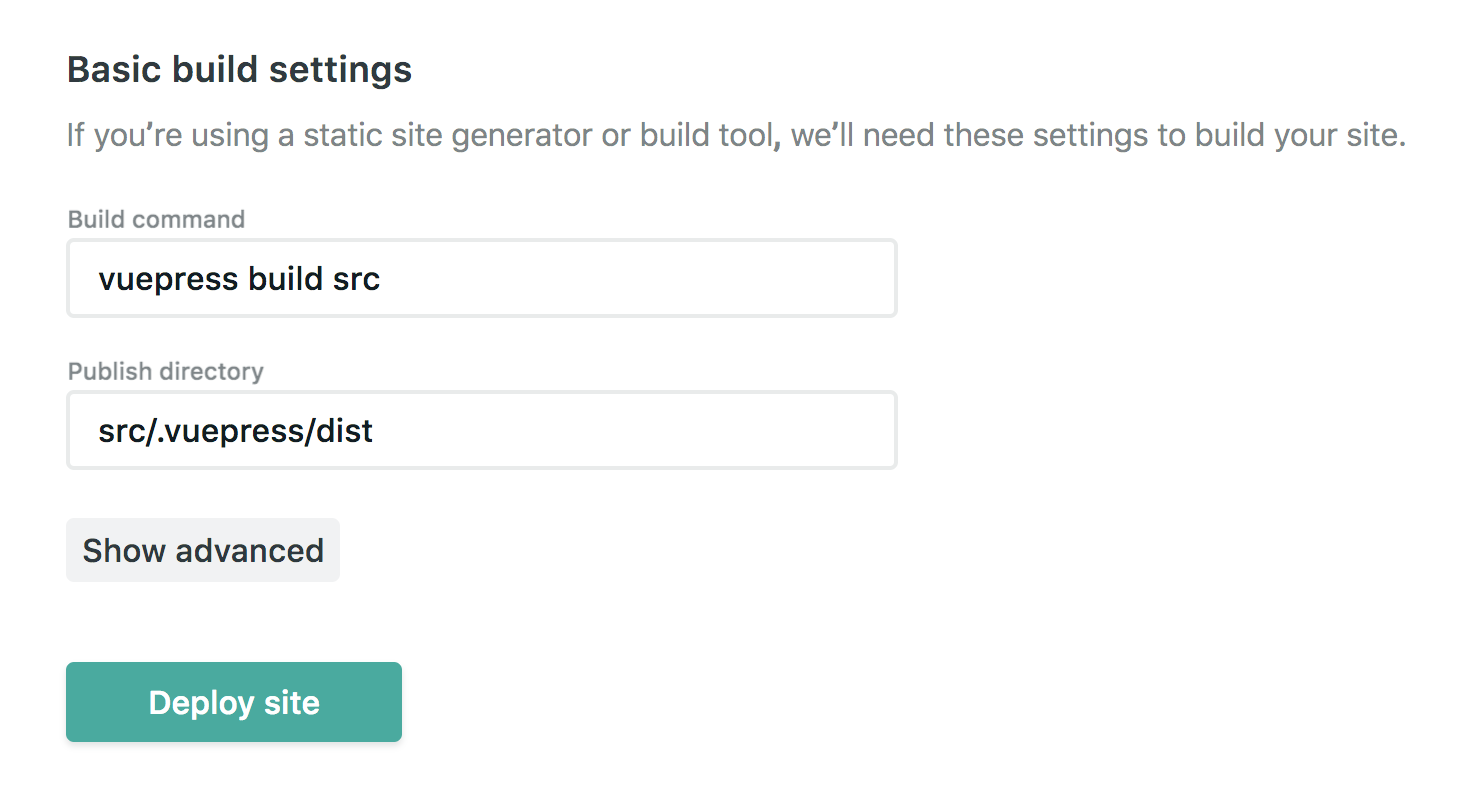 Basic build settings
If you’re using a static site generator or build tool, we’ll need these settings to build your site.
Build command
vuepress build src
Publish directory
src/.vuepress/dist
Show advanced
Deploy site